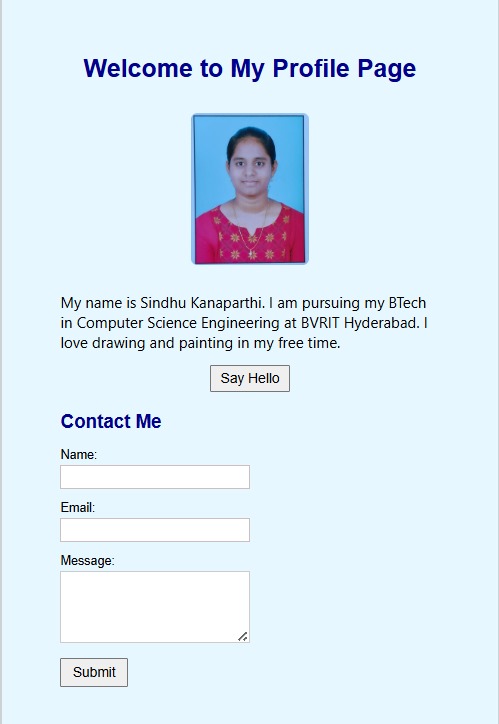 Welcome to My Profile Page
My name is Sindhu Kanaparthi. I am pursuing my BTech
in Computer Science Engineering at BVRIT Hyderabad. I
love drawing and painting in my free time.
Say Hello
Contact Me
Name:
Email:
Message:
Submit